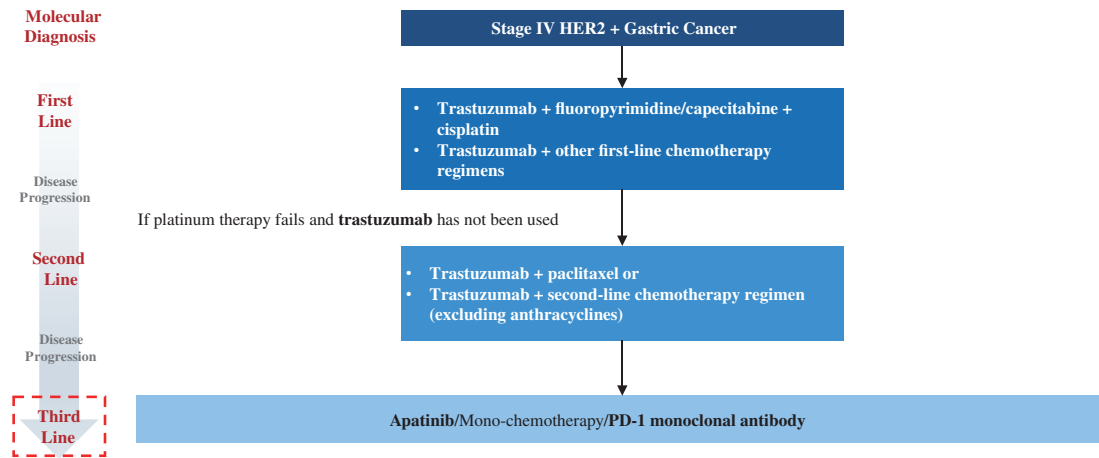 Molecular
Diagnosis
Stage IV HER2 + Gastric Cancer
First
Line
• Trastuzumab + fluoropyrimidine/capecitabine +
cisplatin
• Trastuzumab + other first-line chemotherapy
regimens
Disease
Progression
If platinum therapy fails and trastuzumab has not been used
Second
Line
• Trastuzumab + paclitaxel or
• Trastuzumab + second-line chemotherapy regimen
(excluding anthracyclines)
Disease
Progression
Third
Line
Apatinib/Mono-chemotherapy/PD-1 monoclonal antibody